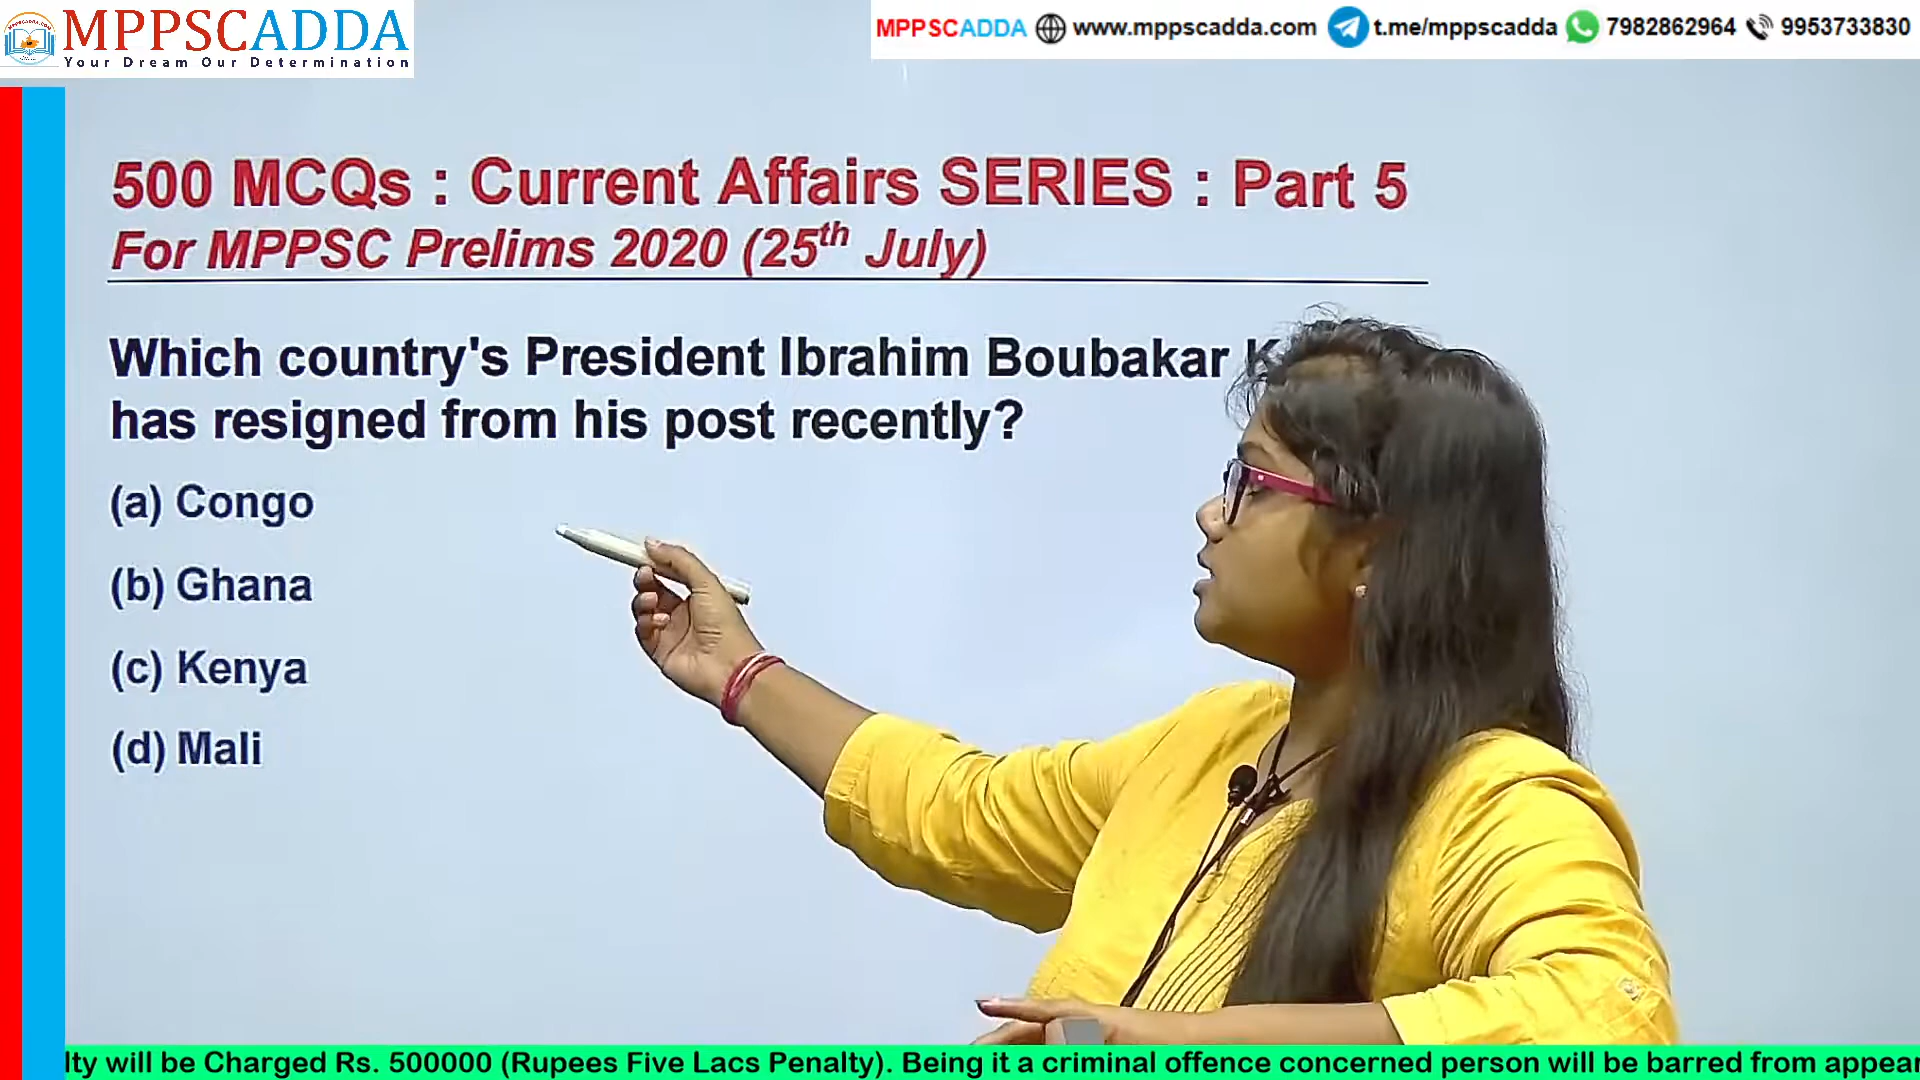 MPPSCADDA
Your Dream Our Determination
MPPSCADDA www.mppscadda.com t.me/mppscadda 7982862964 9953733830
500 MCQs : Current Affairs SERIES : Part 5
For MPPSC Prelims 2020 (25th July)
Which country's President Ibrahim Boubakar
has resigned from his post recently?
(a) Congo
(b) Ghana
(c) Kenya
(d) Mali
lty will be Charged Rs. 500000 (Rupees Five Lacs Penalty). Being it a criminal offence concerned person will be barred from appear